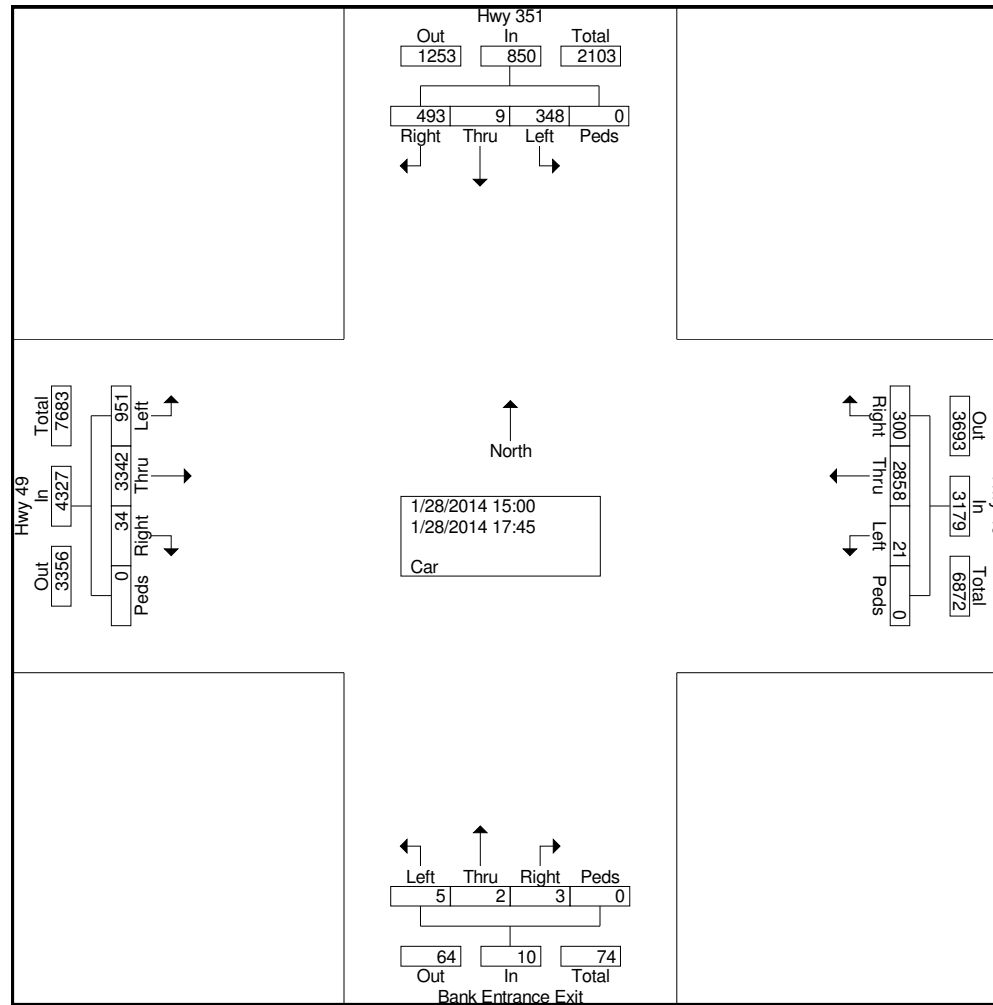 Hwy 351
Out In Total
1253 850 2103
493 9 348 0
Right Thru Left Peds
Hwy 49
Total In Out
7683 4327 3356
951 3342 34 0
Left Thru Right Peds
North
1/28/2014 15:00
1/28/2014 17:45
Car
Right Thru Left Peds
300 2858 21 0
3693 3179 6872
Out In Total
Left Thru Right Peds
5 2 3 0
64 10 74
Out In Total
Bank Entrance Exit